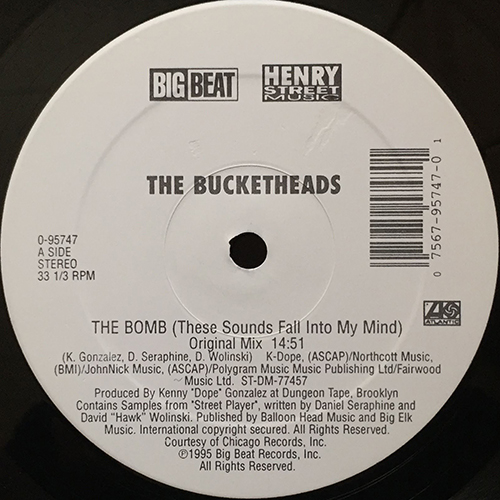 BIG BEAT
HENRY
STREET
MUSIC
THE BUCKETHEADS
0 7567-95747-0 1
0-95747
A SIDE
STEREO
33 1/3 RPM
ATLANTIC
THE BOMB (These Sounds Fall Into My Mind)
Original Mix 14:51
(K. Gonzalez, D. Seraphine, D. Wolinski) K-Dope, (ASCAP)/Northcott Music,
(BMI)/JohnNick Music, (ASCAP)/Polygram Music Publishing Ltd/Fairwood
Music Ltd. ST-DM-77457
Produced By Kenny "Dope" Gonzalez at Dungeon Tape, Brooklyn
Contains Samples from "Street Player", written by Daniel Seraphine and
David "Hawk" Wolinski. Published by Balloon Head Music and Big Elk
Music. International copyright secured. All Rights Reserved.
Courtesy of Chicago Records, Inc.
℗1995 Big Beat Records, Inc.
All Rights Reserved.